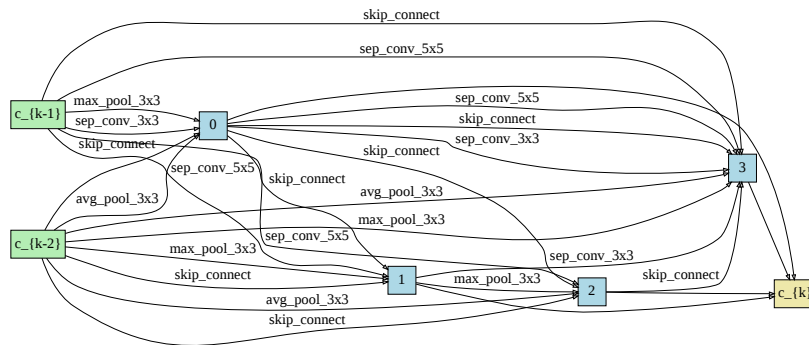 skip_connect
sep_conv_5x5
max_pool_3x3
c_{k-1}
sep_conv_3x3
0
skip_connect
sep_conv_5x5
sep_conv_5x5
skip_connect
sep_conv_3x3
skip_connect
skip_connect
3
avg_pool_3x3
avg_pool_3x3
max_pool_3x3
c_{k-2}
sep_conv_5x5
max_pool_3x3
sep_conv_3x3
skip_connect
1
max_pool_3x3
skip_connect
avg_pool_3x3
2
c_{k}
skip_connect